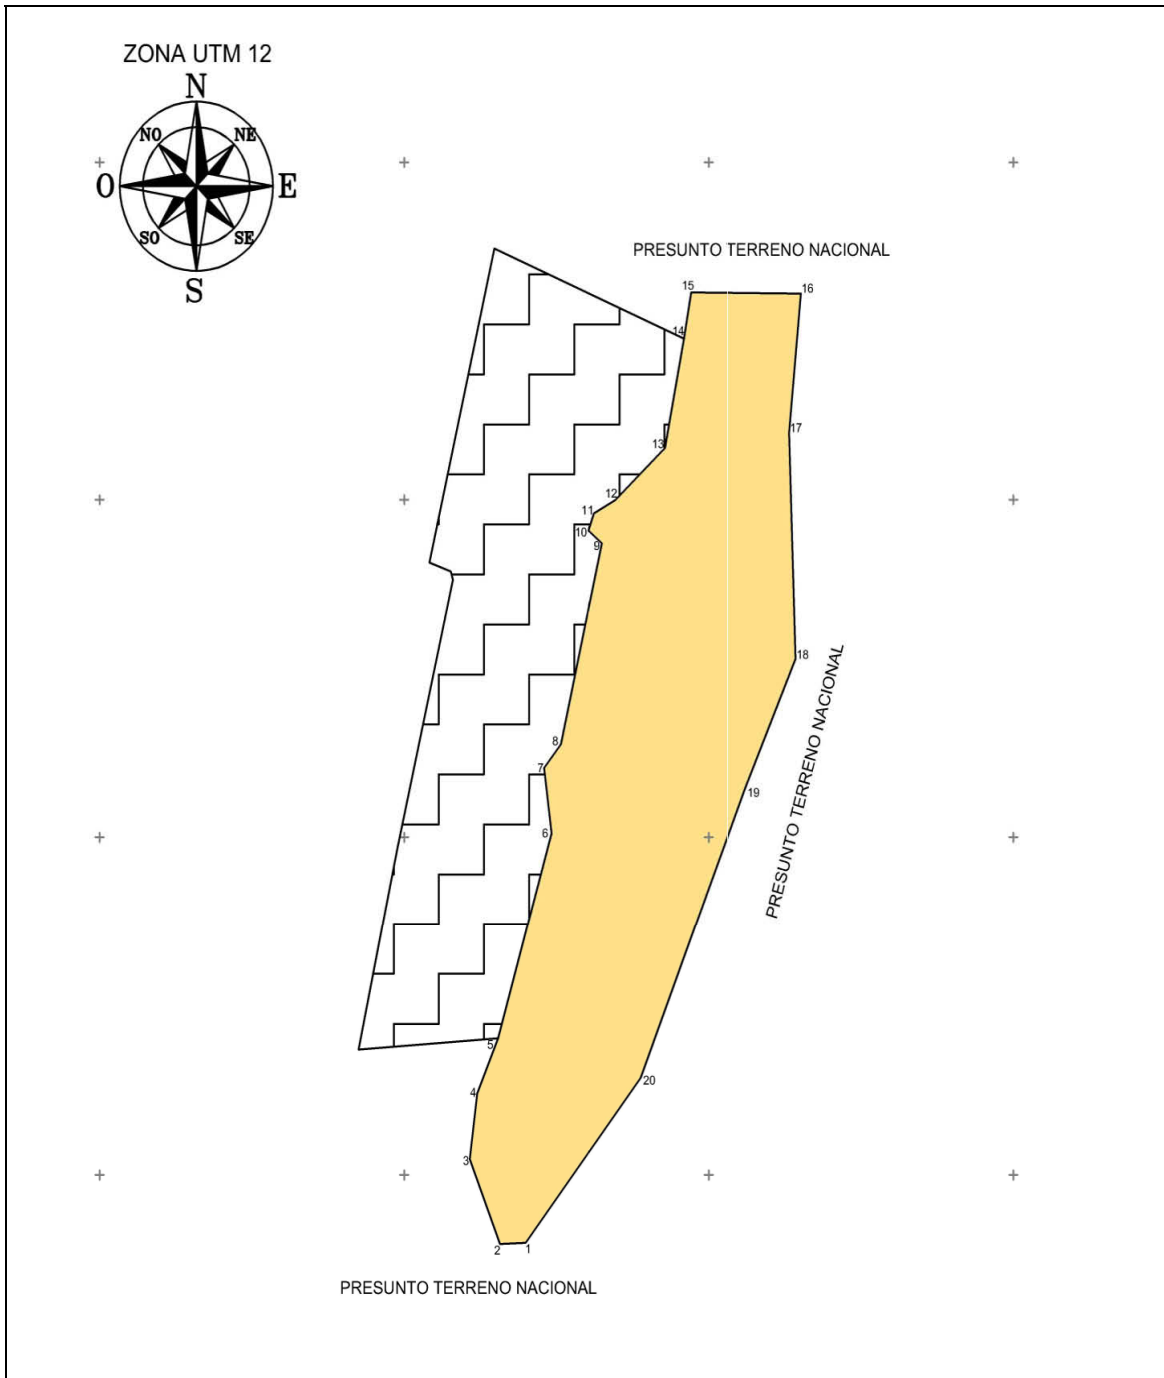 ZONA UTM 12
N
NO
NE
O
E
SO
SE
S
PRESUNTO TERRENO NACIONAL
15
16
14
17
13
12
11
10
9
18
PRESUNTO TERRENO NACIONAL
8
7
19
6
5
20
4
3
2
1
PRESUNTO TERRENO NACIONAL